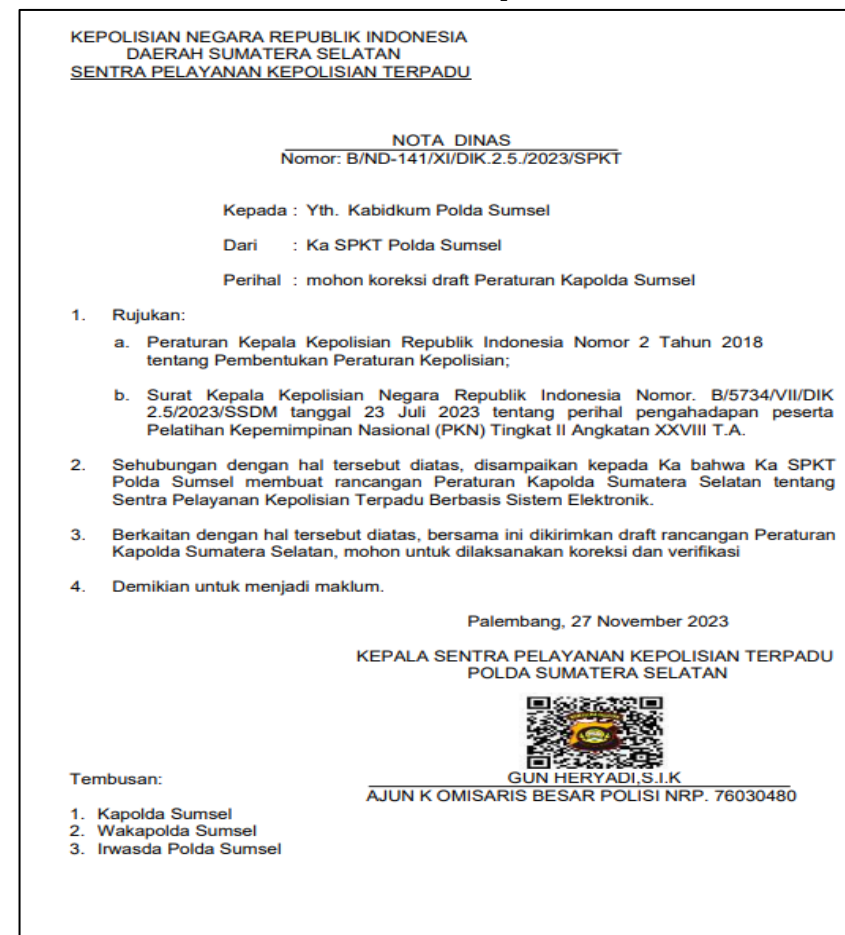 KEPOLISIAN NEGARA REPUBLIK INDONESIA
DAERAH SUMATERA SELATAN
SENTRA PELAYANAN KEPOLISIAN TERPADU
NOTA DINAS
Nomor: B/ND-141/XI/DIK.2.5./2023/SPKT
Kepada : Yth. Kabidkum Polda Sumsel
Dari : Ka SPKT Polda Sumsel
Perihal : mohon koreksi draft Peraturan Kapolda Sumsel
1. Rujukan:
a. Peraturan Kepala Kepolisian Republik Indonesia Nomor 2 Tahun 2018
tentang Pembentukan Peraturan Kepolisian;
b. Surat Kepala Kepolisian Negara Republik Indonesia Nomor. B/5734/VII/DIK
2.5/2023/SSDM tanggal 23 Juli 2023 tentang perihal pengahadapan peserta
Pelatihan Kepemimpinan Nasional (PKN) Tingkat II Angkatan XXVIII T.A.
2. Sehubungan dengan hal tersebut diatas, disampaikan kepada Ka bahwa Ka SPKT
Polda Sumsel membuat rancangan Peraturan Kapolda Sumatera Selatan tentang
Sentra Pelayanan Kepolisian Terpadu Berbasis Sistem Elektronik.
3. Berkaitan dengan hal tersebut diatas, bersama ini dikirimkan draft rancangan Peraturan
Kapolda Sumatera Selatan, mohon untuk dilaksanakan koreksi dan verifikasi
4. Demikian untuk menjadi maklum.
Palembang, 27 November 2023
KEPALA SENTRA PELAYANAN KEPOLISIAN TERPADU
POLDA SUMATERA SELATAN
GUN HERYADI,S.I.K
AJUN K OMISARIS BESAR POLISI NRP. 76030480
Tembusan:
1. Kapolda Sumsel
2. Wakapolda Sumsel
3. Irwasda Polda Sumsel